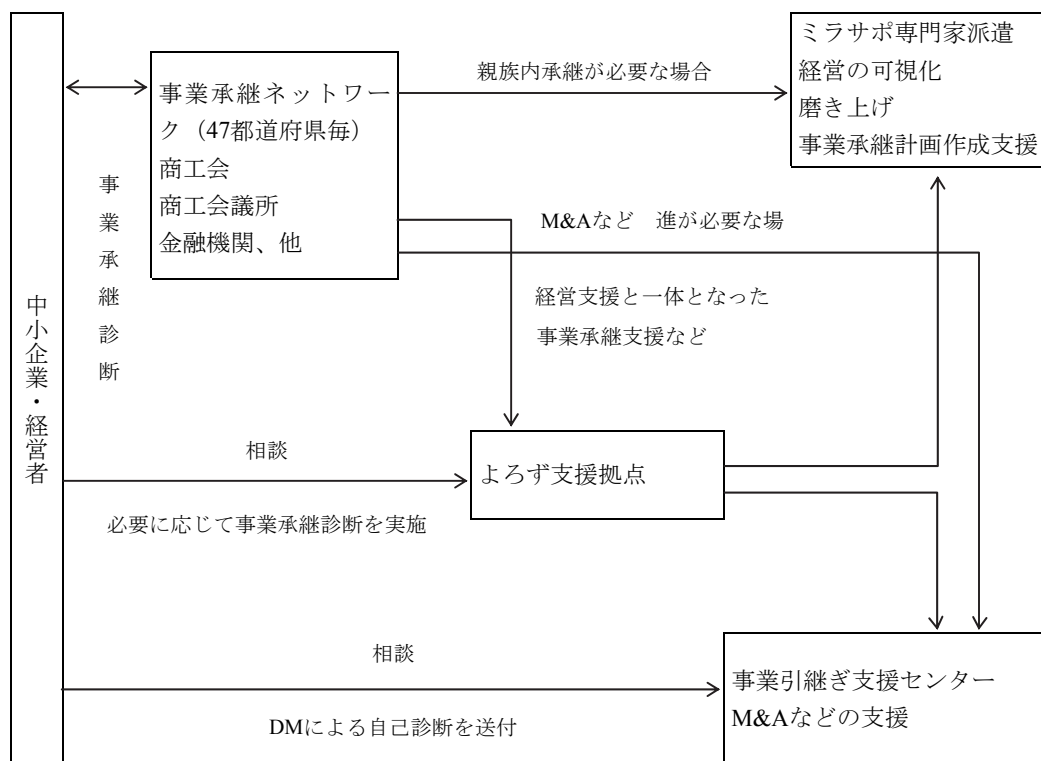 中小企業・経営者
事業承継診断
事業承継ネットワー
ク（47都道府県毎）
商工会
商工会議所
金融機関、他
親族内承継が必要な場合
ミラサポ専門家派遣
経営の可視化
磨き上げ
事業承継計画作成支援
M&Aなど　進が必要な場
経営支援と一体となった
事業承継支援など
相談
よろず支援拠点
必要に応じて事業承継診断を実施
相談
事業引継ぎ支援センター
M&Aなどの支援
DMによる自己診断を送付